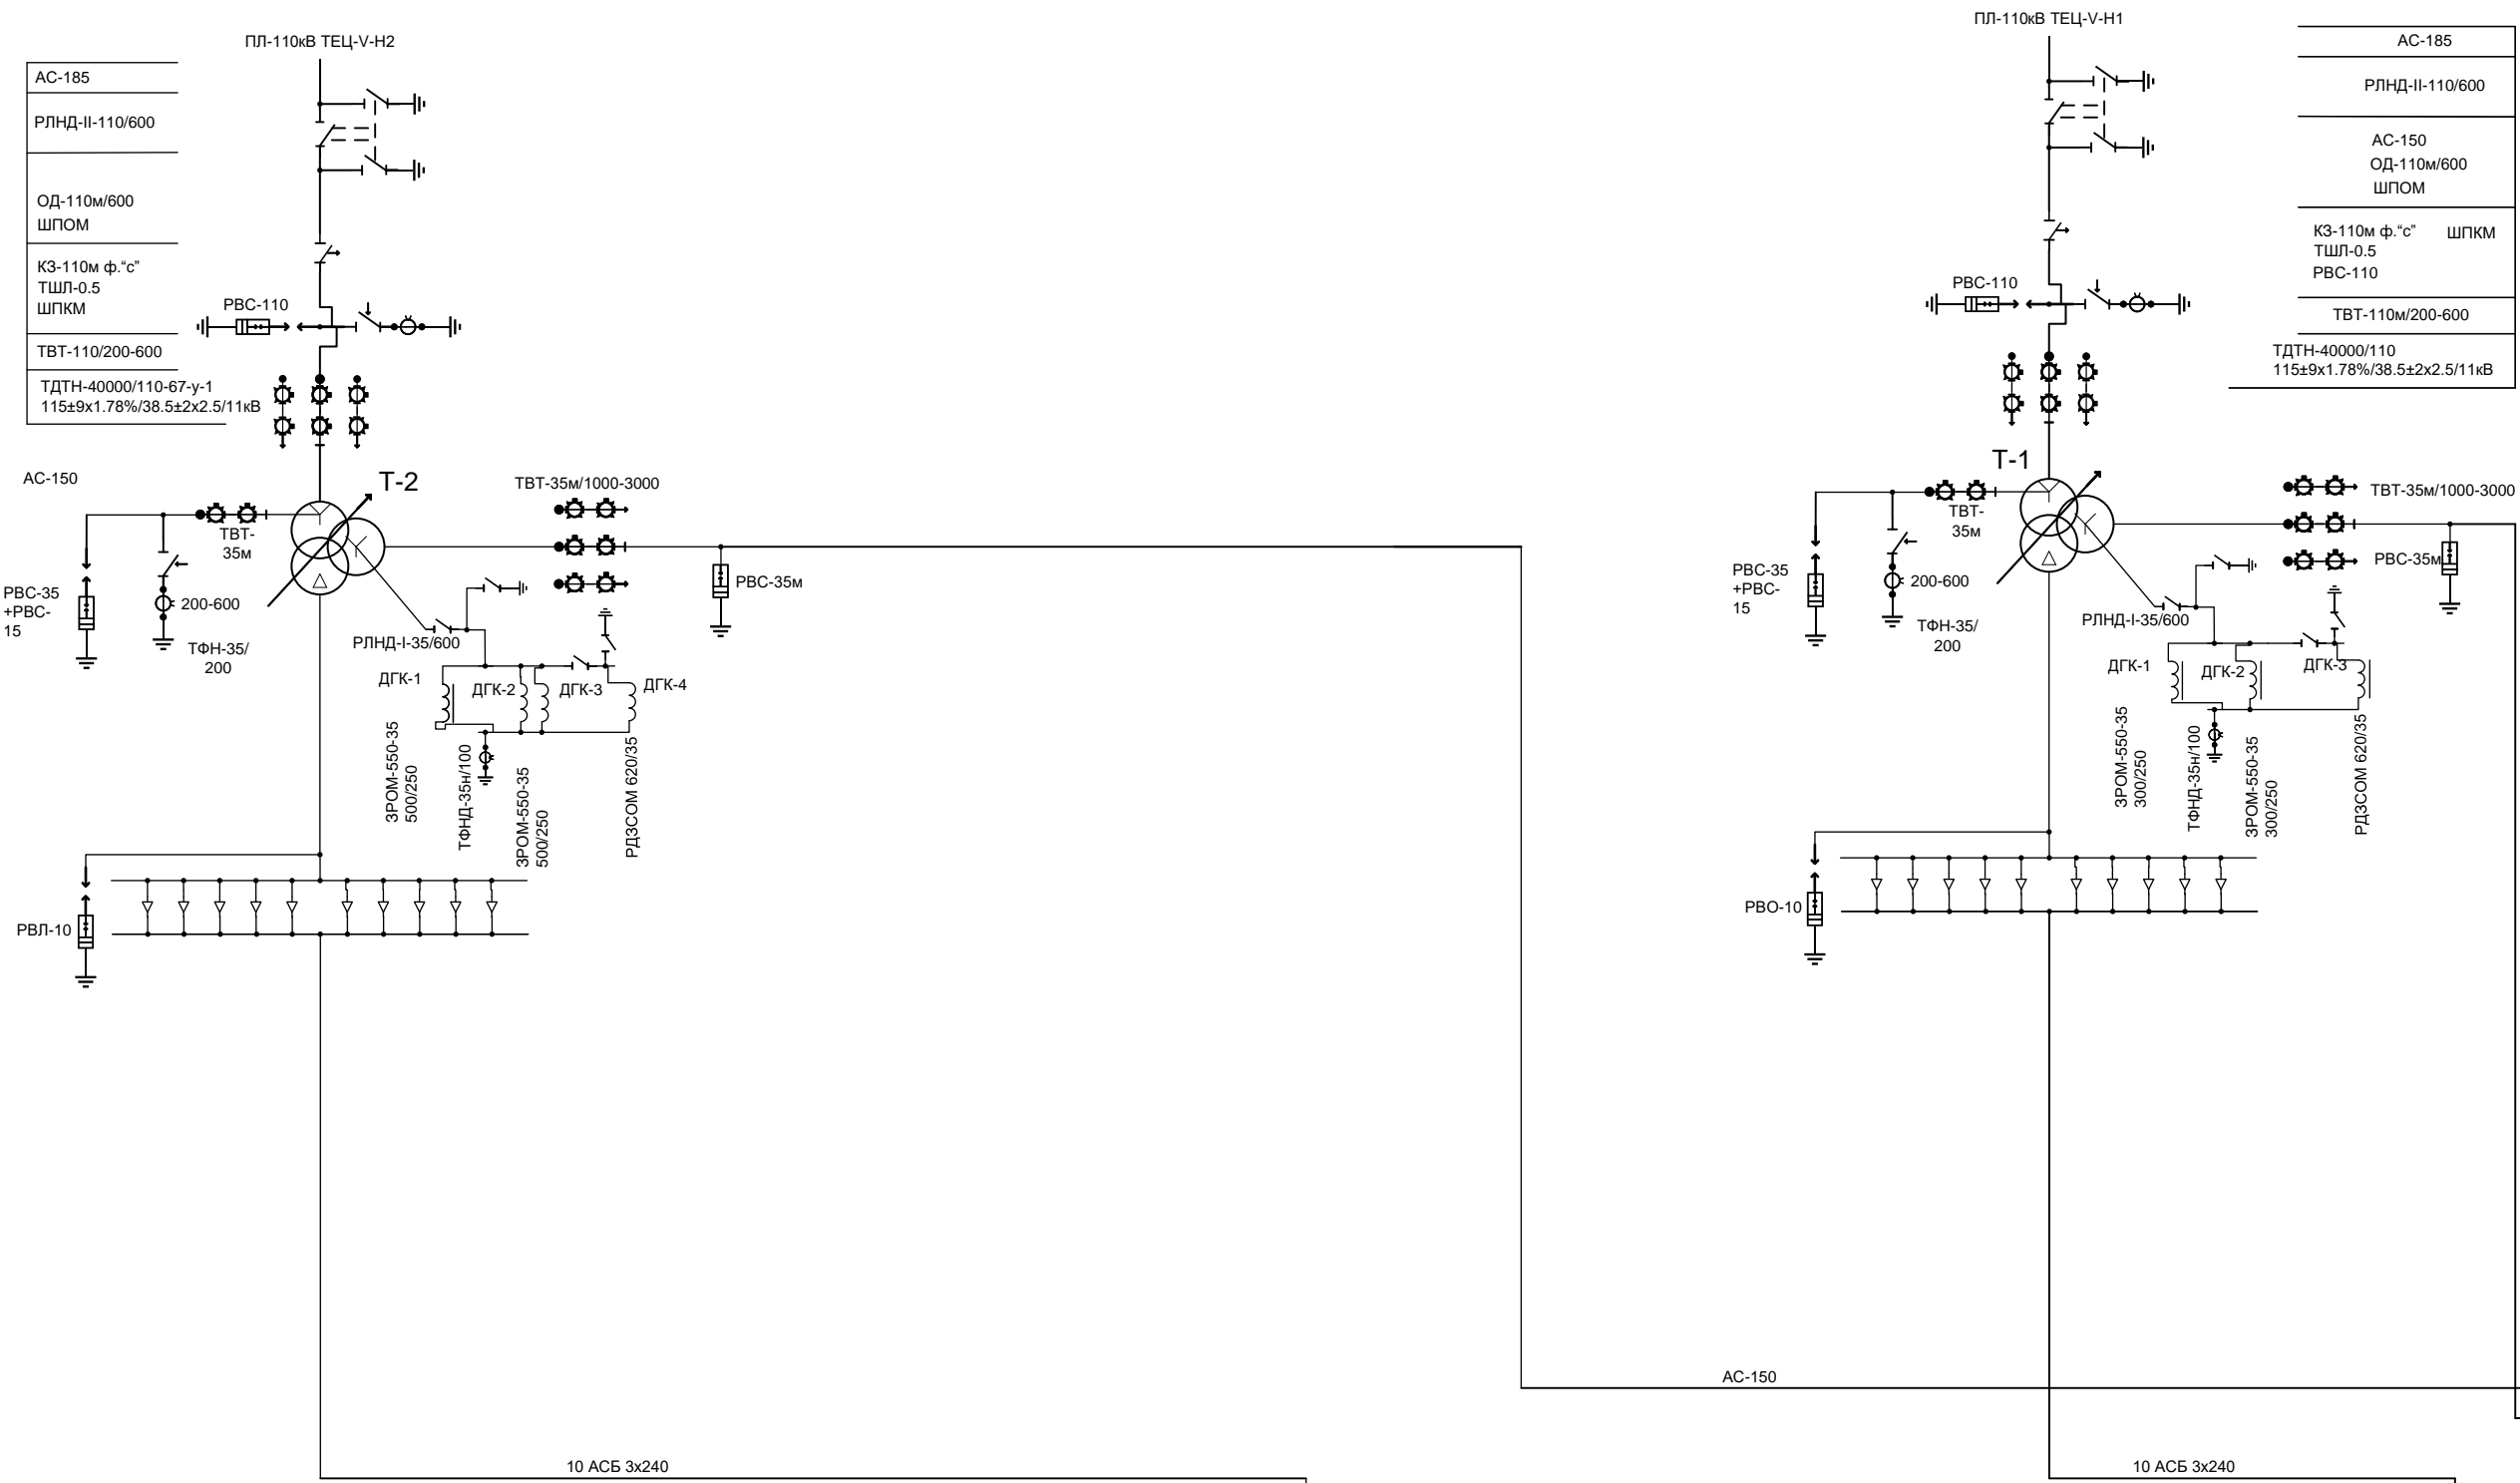 ПЛ-110кВ ТЕЦ-V-Н2
АС-185
РЛНД-II-110/600
ОД-110м/600
ШПОМ
КЗ-110м ф.“с”
ТШЛ-0.5
ШПКМ
ТВТ-110/200-600
ТДТН-40000/110-67-у-1
115±9х1.78%/38.5±2х2.5/11кВ
РВС-110
АС-150
Т-2
ТВТ-35м/1000-3000
ТВТ-
35м
РВС-35
+РВС-
15
200-600
ТФН-35/
200
РВС-35м
РЛНД-I-35/600
ДГК-1
ДГК-2
ДГК-3
ДГК-4
ЗРОМ-550-35
500/250
ТФНД-35н/100
ЗРОМ-550-35
500/250
РДЗСОМ 620/35
РВЛ-10
10 АСБ 3х240
ПЛ-110кВ ТЕЦ-V-Н1
АС-185
РЛНД-II-110/600
АС-150
ОД-110м/600
ШПОМ
КЗ-110м ф.“с” ШПКМ
ТШЛ-0.5
РВС-110
ТВТ-110м/200-600
ТДТН-40000/110
115±9х1.78%/38.5±2х2.5/11кВ
РВС-110
Т-1
ТВТ-35м/1000-3000
ТВТ-
35м
РВС-35
+РВС-
15
200-600
ТФН-35/
200
РВС-35м
РЛНД-I-35/600
ДГК-1
ДГК-2
ДГК-3
ЗРОМ-550-35
300/250
ТФНД-35н/100
ЗРОМ-550-35
300/250
РДЗСОМ 620/35
РВО-10
АС-150
10 АСБ 3х240